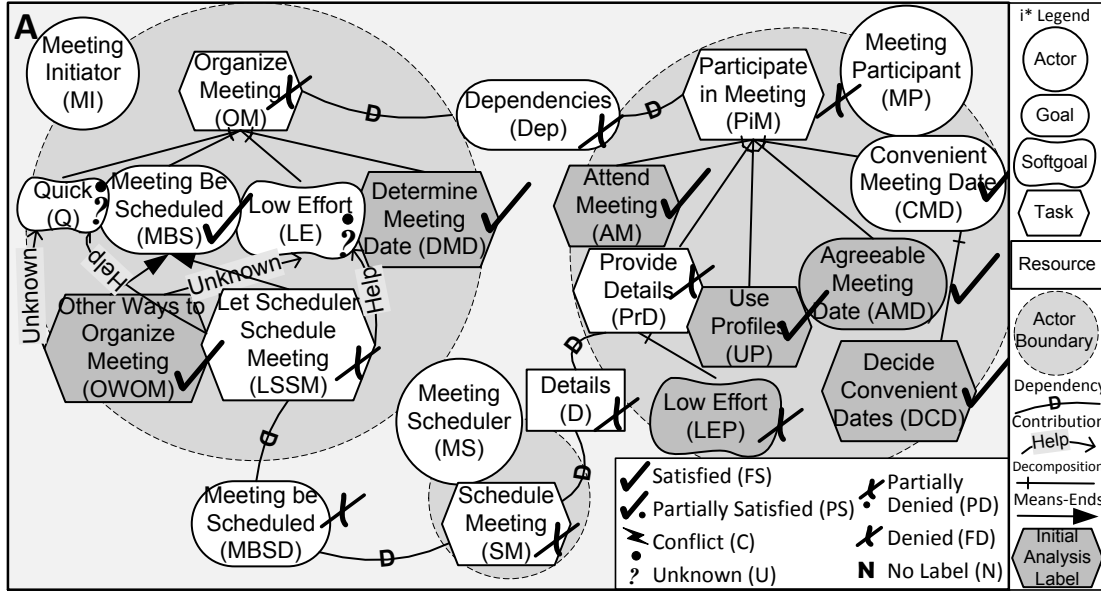 A
Meeting
Initiator
(MI)
Organize
Meeting
(OM)
D
Dependencies
(Dep)
D
Participate
in Meeting
(PiM)
Meeting
Participant
(MP)
Quick
(Q)
?
Meeting Be
Scheduled
(MBS)
Low Effort
(LE)
?
Determine
Meeting
Date (DMD)
Attend
Meeting
(AM)
Convenient
Meeting Date
(CMD)
Unknown
Help
Unknown
Help
Other Ways to
Organize
Meeting
(OWOM)
Let Scheduler
Schedule
Meeting
(LSSM)
Provide
Details
(PrD)
Use
Profiles
(UP)
Agreeable
Meeting
Date (AMD)
D
D
Meeting
Scheduler
(MS)
Details
(D)
Low Effort
(LEP)
Decide
Convenient
Dates (DCD)
D
Meeting be
Scheduled
(MBSD)
D
Schedule
Meeting
(SM)
Satisfied (FS)
Partially Satisfied (PS)
Conflict (C)
? Unknown (U)
Partially
Denied (PD)
Denied (FD)
N No Label (N)
i* Legend
Actor
Goal
Softgoal
Task
Resource
Actor
Boundary
Dependency
D
Contribution
Help
Decomposition
Means-Ends
Initial
Analysis
Label